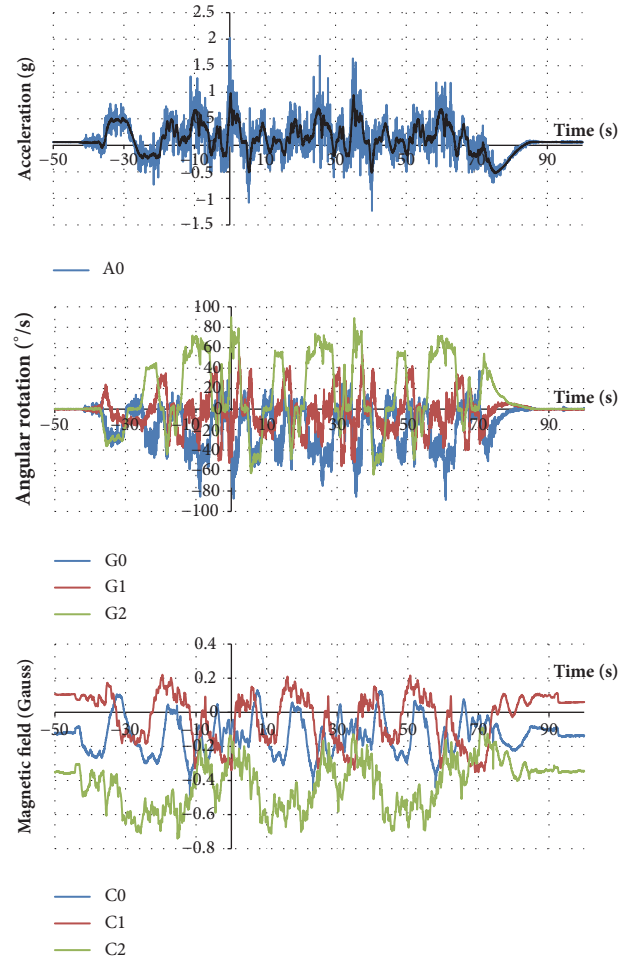 2.5
2
1.5
1
0.5
0
−0.5
−1
−1.5
Acceleration (g)
Time (s)
−50 −30 −10 10 30 50 70 90
A0
100
80
60
40
20
0
−20
−40
−60
−80
−100
Angular rotation (°/s)
Time (s)
−50 −30 −10 10 30 50 70 90
G0
G1
G2
0.4
0.2
0
−0.2
−0.4
−0.6
−0.8
Magnetic field (Gauss)
Time (s)
−50 −30 −10 10 30 50 70 90
C0
C1
C2